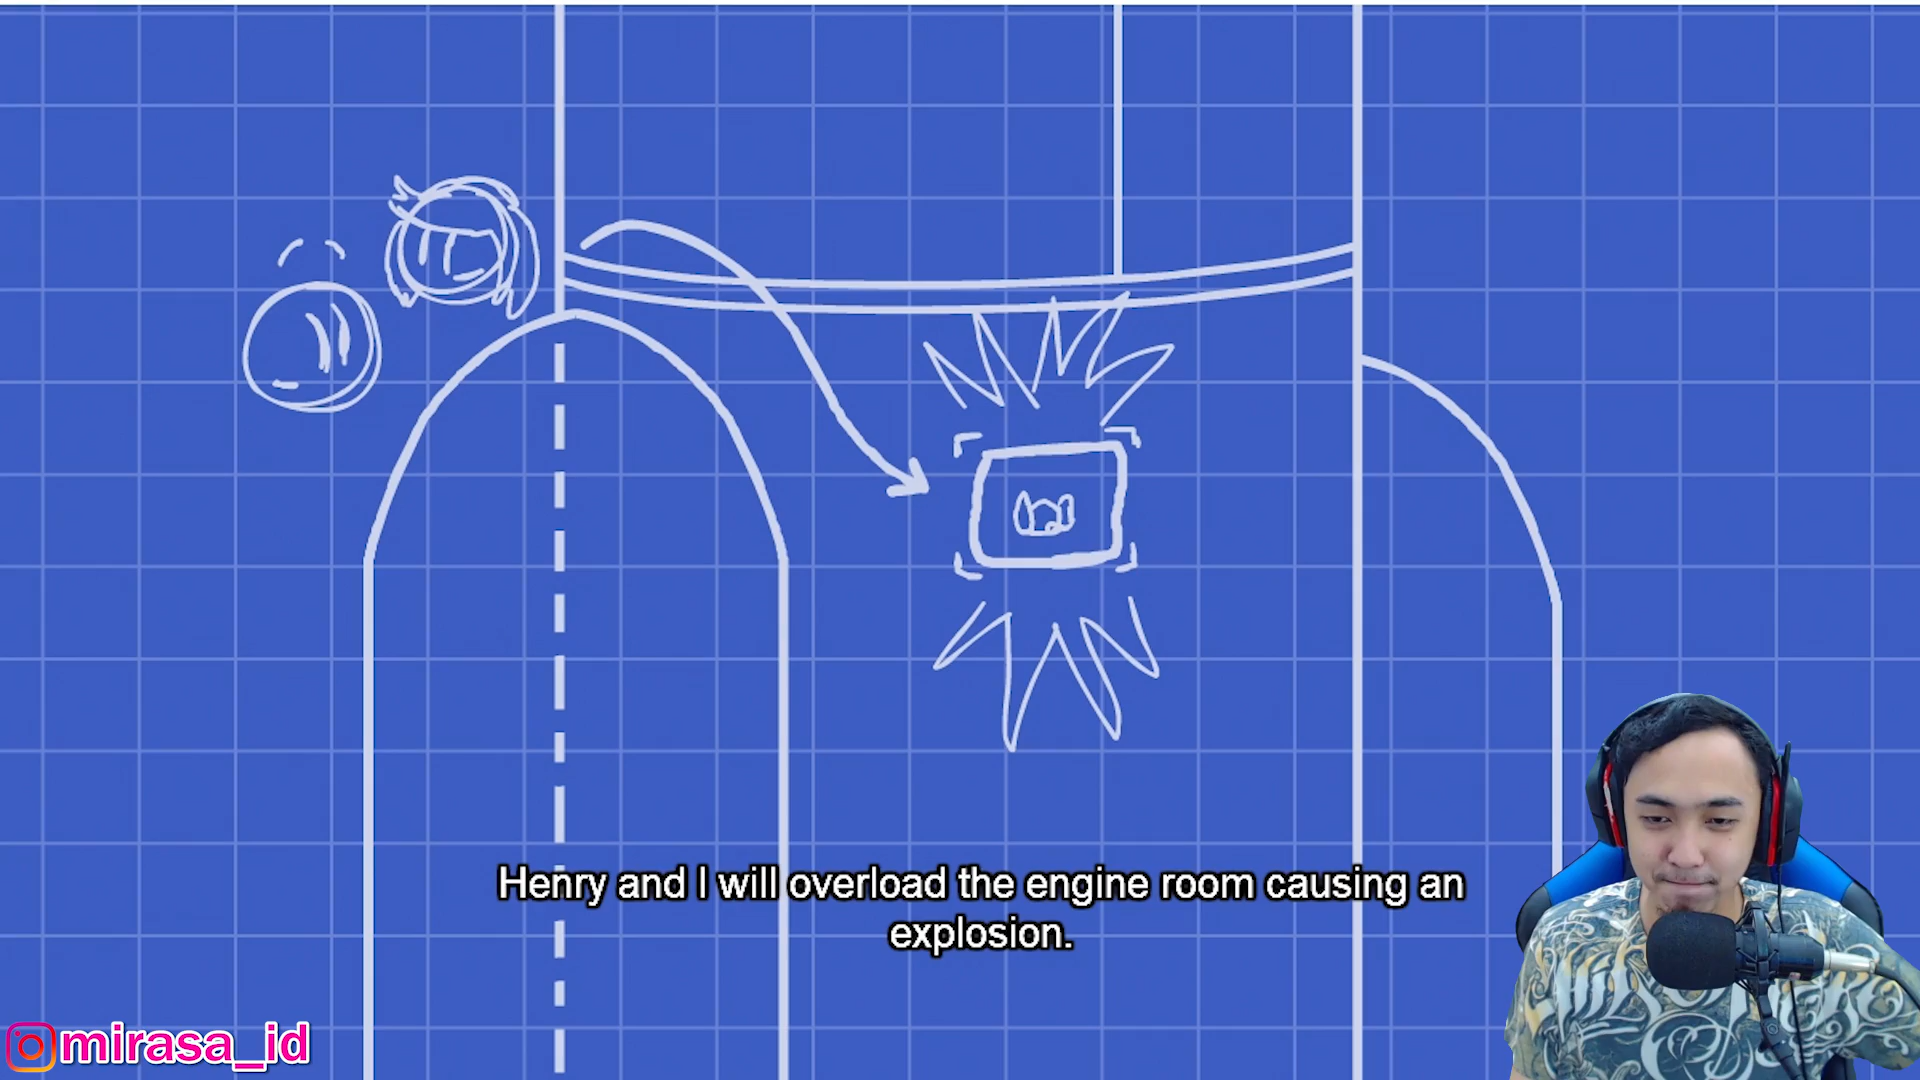 Henry and I will overload the engine room causing an
explosion.
mirasa_id